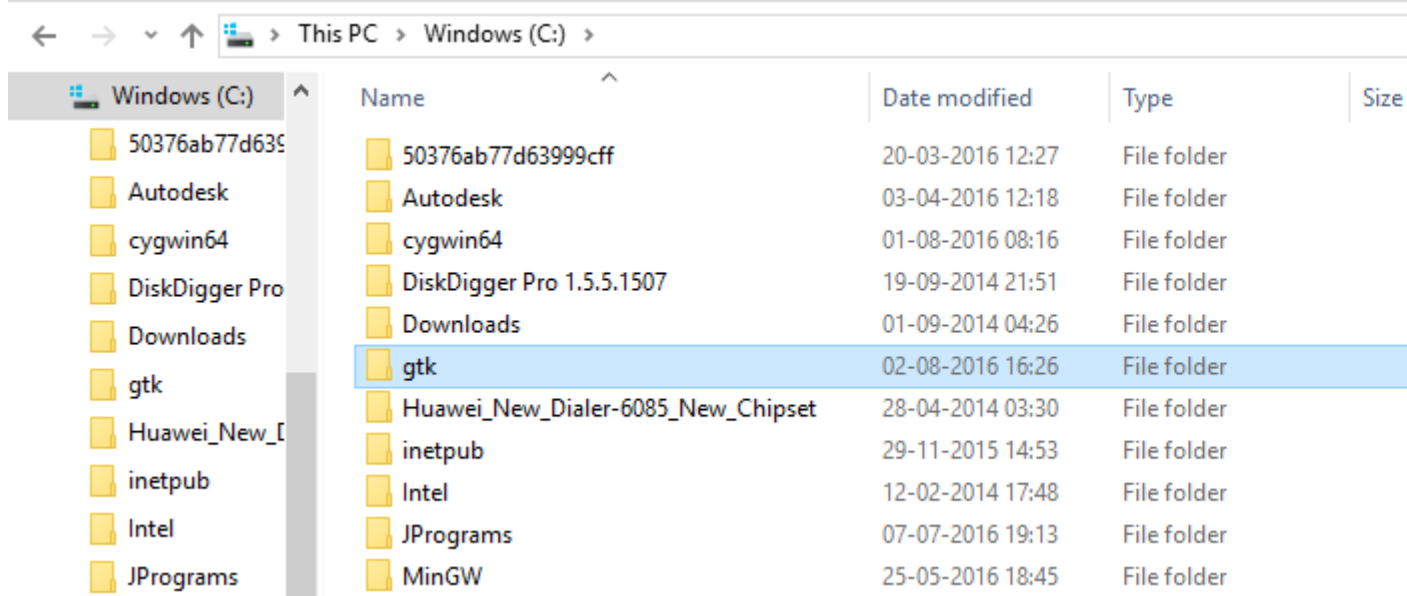 This PC > Windows (C:) >
Windows (C:)
50376ab77d639
Autodesk
cygwin64
DiskDigger Pro
Downloads
gtk
Huawei_New_D
inetpub
Intel
JPrograms
Name Date modified Type Size
50376ab77d63999cff 20-03-2016 12:27 File folder
Autodesk 03-04-2016 12:18 File folder
cygwin64 01-08-2016 08:16 File folder
DiskDigger Pro 1.5.5.1507 19-09-2014 21:51 File folder
Downloads 01-09-2014 04:26 File folder
gtk 02-08-2016 16:26 File folder
Huawei_New_Dialer-6085_New_Chipset 28-04-2014 03:30 File folder
inetpub 29-11-2015 14:53 File folder
Intel 12-02-2014 17:48 File folder
JPrograms 07-07-2016 19:13 File folder
MinGW 25-05-2016 18:45 File folder